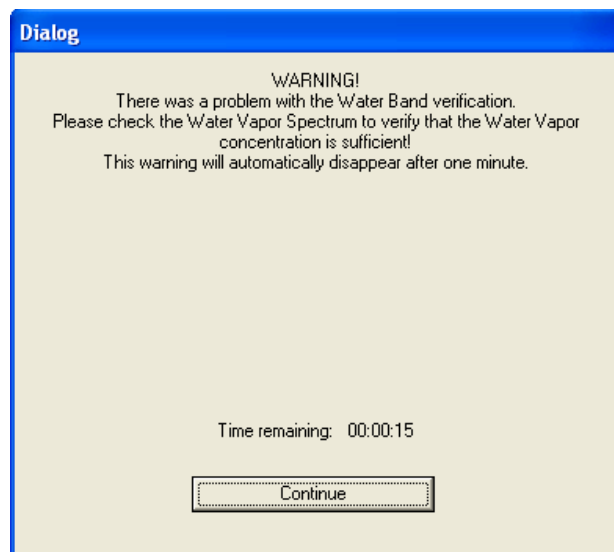 Dialog
WARNING!
There was a problem with the Water Band verification.
Please check the Water Vapor Spectrum to verify that the Water Vapor
concentration is sufficient!
This warning will automatically disappear after one minute.
Time remaining: 00:00:15
Continue